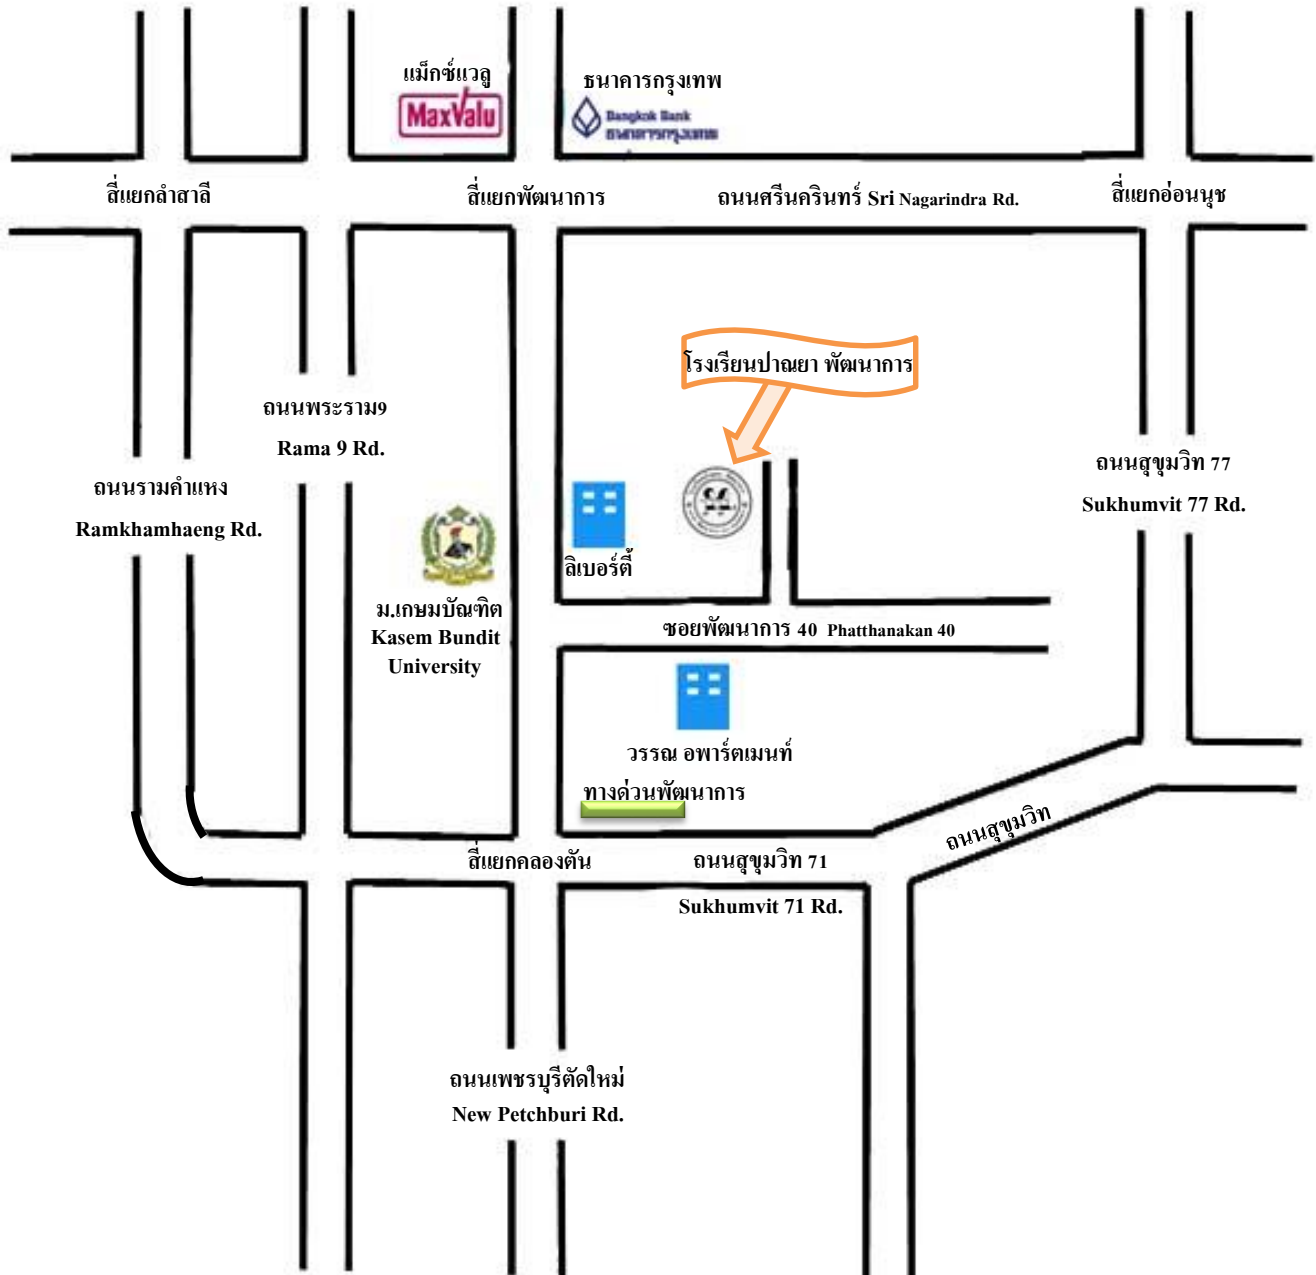 แม็กซ์แวลู
MaxValu
ธนาคารกรุงเทพ
Bangkok Bank
ธนาคารกรุงเทพ
สี่แยกลำสาลี
สี่แยกพัฒนาการ
ถนนศรีนครินทร์ Sri Nagarindra Rd.
สี่แยกอ่อนนุช
โรงเรียนปาณยา พัฒนาการ
ถนนพระราม9
Rama 9 Rd.
ถนนสุขุมวิท 77
Sukhumvit 77 Rd.
ถนนรามคำแหง
Ramkhamhaeng Rd.
ลิเบอร์ตี้
ม.เกษมบัณฑิต
Kasem Bundit
University
ซอยพัฒนาการ 40 Phatthanakan 40
วรรณ อพาร์ตเมนท์
ทางด่วนพัฒนาการ
ถนนสุขุมวิท
สี่แยกคลองตัน
ถนนสุขุมวิท 71
Sukhumvit 71 Rd.
ถนนเพชรบุรีตัดใหม่
New Petchburi Rd.